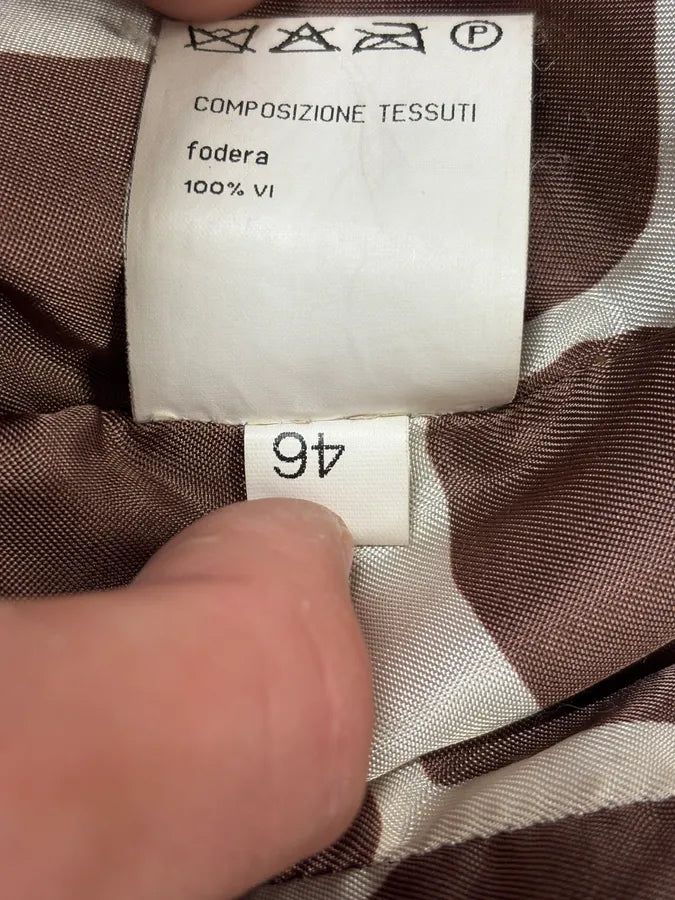 P
COMPOSIZIONE TESSUTI
fodera
100% VI
46